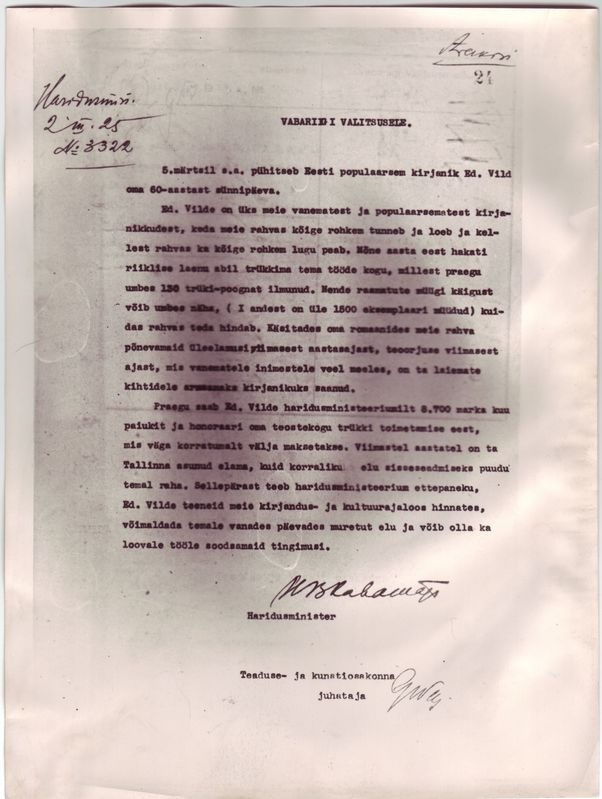 Ärakiri
24
Haridusmin.
2 III. 25
№ 3322
VABARIIGI VALITSUSELE.
5.märtsil s.a. pühitseb Eesti populaarsem kirjanik Ed. Vild
oma 60-aastast sünnipäeva.
Ed. Vilde on üks meie vanematest ja populaarsematest kirja-
nikkudest, keda meie rahvas kõige rohkem tunneb ja loeb ja kel-
lest rahvas ka kõige rohkem lugu peab. Mõne aasta eest hakati
riiklise laenu abil trükkima tema tööde kogu, millest praegu
umbes 130 trüki-poognat ilmunud. Nende raamatute müügi käigust
võib umbes näha, ( I andest on üle 1500 eksemplaari müüdud) kui-
das rahvas teda hindab. Käsitades oma romaanides meie rahva
põnevamaid üleelamusi viimasest aastasajast, teoorjuse viimasest
ajast, mis vanematele inimestele veel meeles, on ta laiemate
kihtidele armsamaks kirjanikuks saanud.
Praegu saab Ed. Vilde haridusministeeriumilt 8.700 marka kuu
paiukit ja honoraari oma teostekogu trükki toimetmise eest,
mis väga korratumalt välja maksetakse. Viimastel aastatel on ta
Tallinna asunud elama, kuid korraliku elu sisseseadmiseks puudu
temal raha. Sellepärast teeb haridusministeerium ettepaneku,
Ed. Vilde teeneid meie kirjandus- ja kultuurajaloos hinnates,
võimaldada temale vanades päevades muretut elu ja võib olla ka
loovale tööle soodsamaid tingimusi.
Haridusminister
Teaduse- ja kunstiosakonna
juhataja